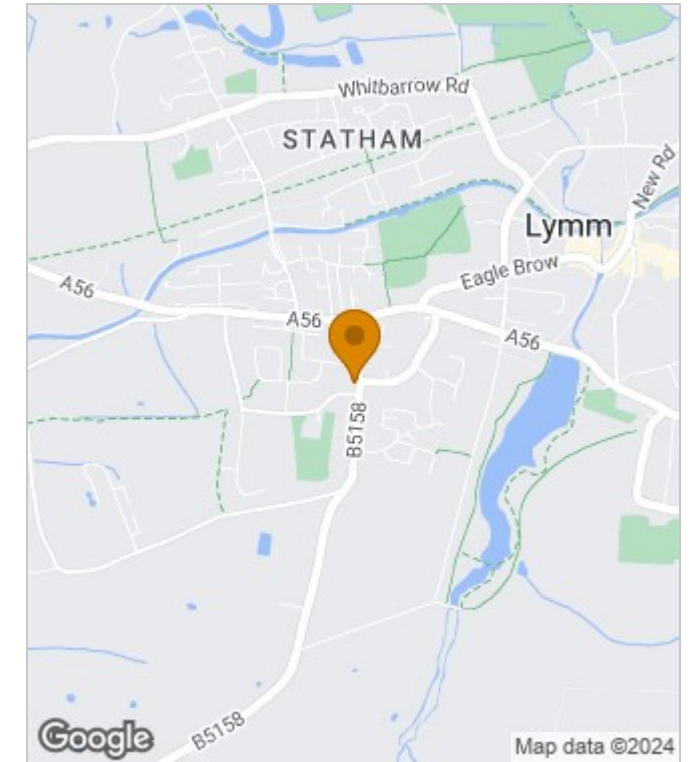 Whitbarrow Rd
STATHAM
New Rd
Lymm
Eagle Brow
A56
A56
A56
B5158
B5158
Google
Map data ©2024